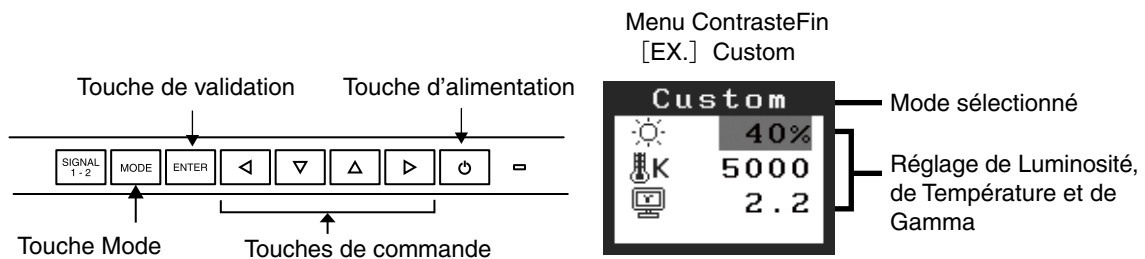 Menu ContrasteFin
［EX.］ Custom
Touche de validation
Touche d'alimentation
SIGNAL
1 - 2
MODE
ENTER
Touche Mode
Touches de commande
Custom
40%
K 5000
2.2
Mode sélectionné
Réglage de Luminosité,
de Température et de
Gamma